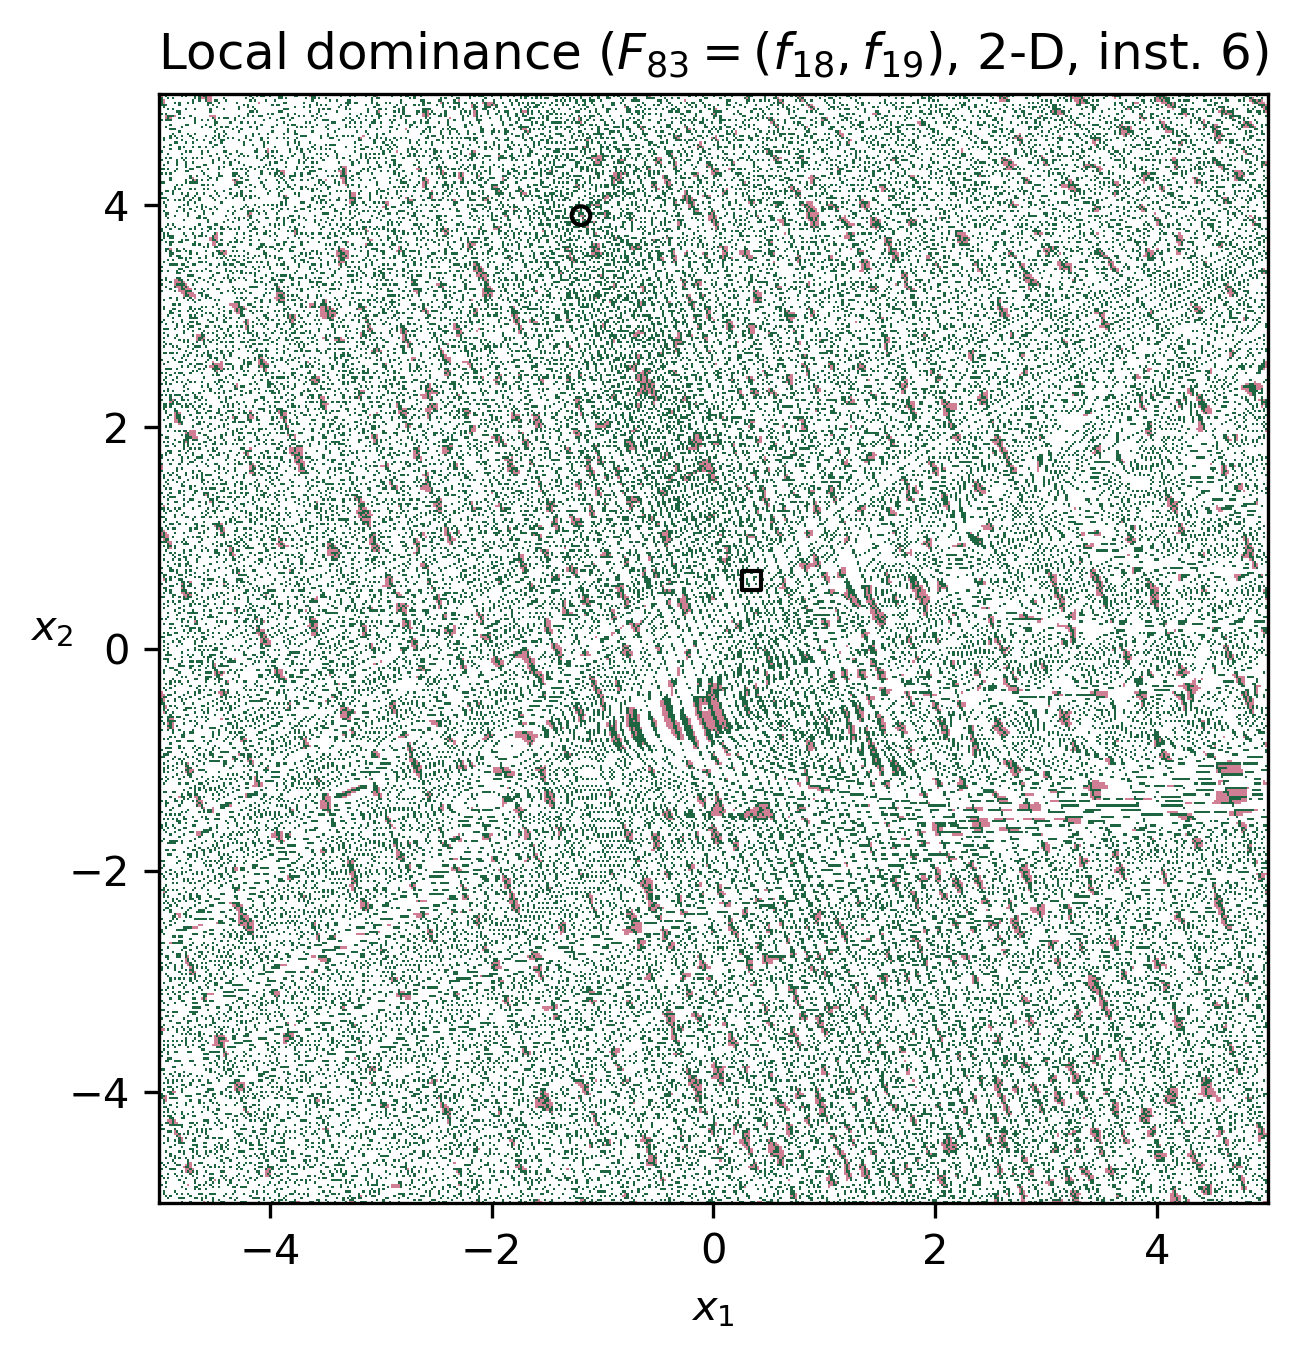 Local dominance (F₈₃ = (f₁₈, f₁₉), 2-D, inst. 6)
4
2
x₂
0
−2
−4
−4 −2 0 2 4
x₁